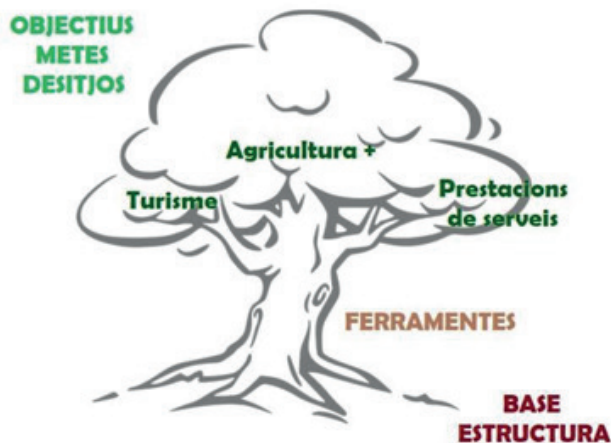 OBJECTIUS
METES
DESITJOS
Agricultura +
Turisme
Prestacions
de serveis
FERRAMENTES
BASE
ESTRUCTURA